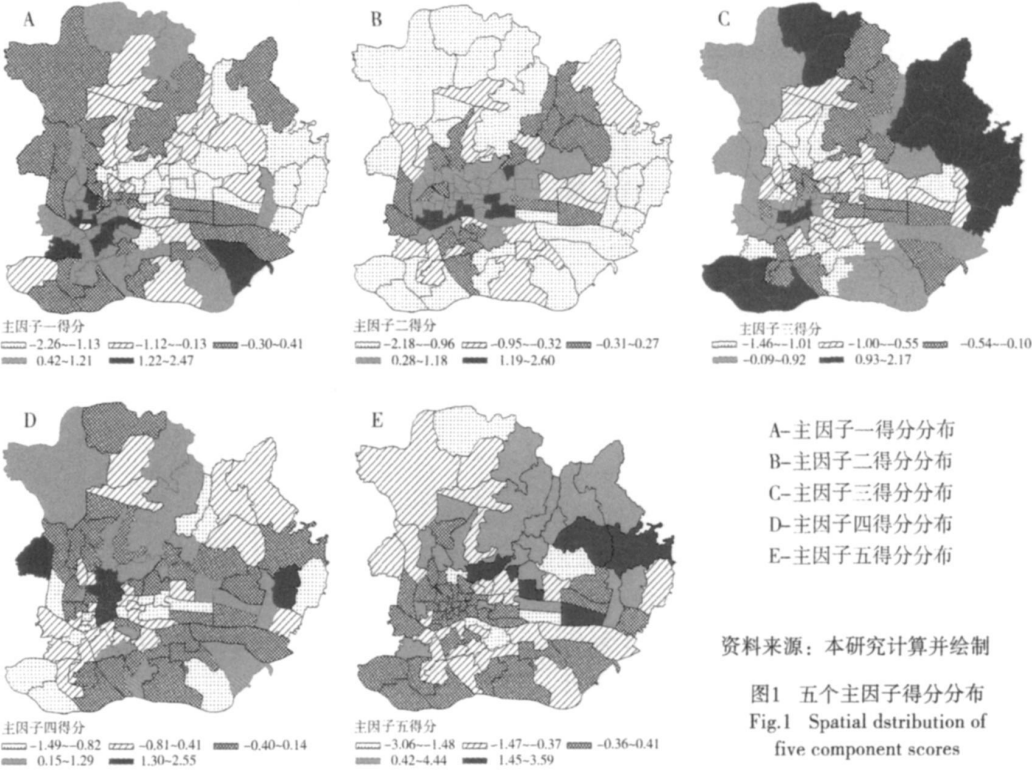 A
B
C
主因子一得分
-2.26~-1.13 -1.12~-0.13 -0.30~0.41
0.42~1.21 1.22~2.47
主因子二得分
-2.18~-0.96 -0.95~-0.32 -0.31~0.27
0.28~1.18 1.19~2.60
主因子三得分
-1.46~-1.01 -1.00~-0.55 -0.54~-0.10
-0.09~0.92 0.93~2.17
D
E
A-主因子一得分分布
B-主因子二得分分布
C-主因子三得分分布
D-主因子四得分分布
E-主因子五得分分布
资料来源:本研究计算并绘制
图1 五个主因子得分分布
Fig.1 Spatial dstribution of
five component scores
主因子四得分
-1.49~-0.82 -0.81~0.41 -0.40~0.14
0.15~1.29 1.30~2.55
主因子五得分
-3.06~-1.48 -1.47~-0.37 -0.36~0.41
0.42~4.44 1.45~3.59